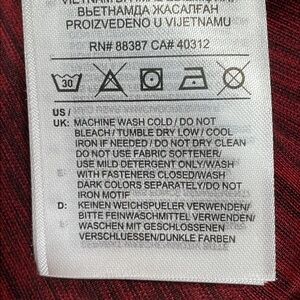 ВЬЕТНАМДА ЖАСАЛҒАН
PROIZVEDENO U VIJETNAMU
RN# 88387 CA# 40312
30
US /
UK: MACHINE WASH COLD / DO NOT
BLEACH / TUMBLE DRY LOW / COOL
IRON IF NEEDED / DO NOT DRY CLEAN
DO NOT USE FABRIC SOFTENER/
USE MILD DETERGENT ONLY/WASH
WITH FASTENERS CLOSED/WASH
DARK COLORS SEPARATELY/DO NOT
IRON MOTIF
D: KEINEN WEICHSPUELER VERWENDEN/
BITTE FEINWASCHMITTEL VERWENDEN/
WASCHEN MIT GESCHLOSSENEN
VERSCHLUESSEN/DUNKLE FARBEN